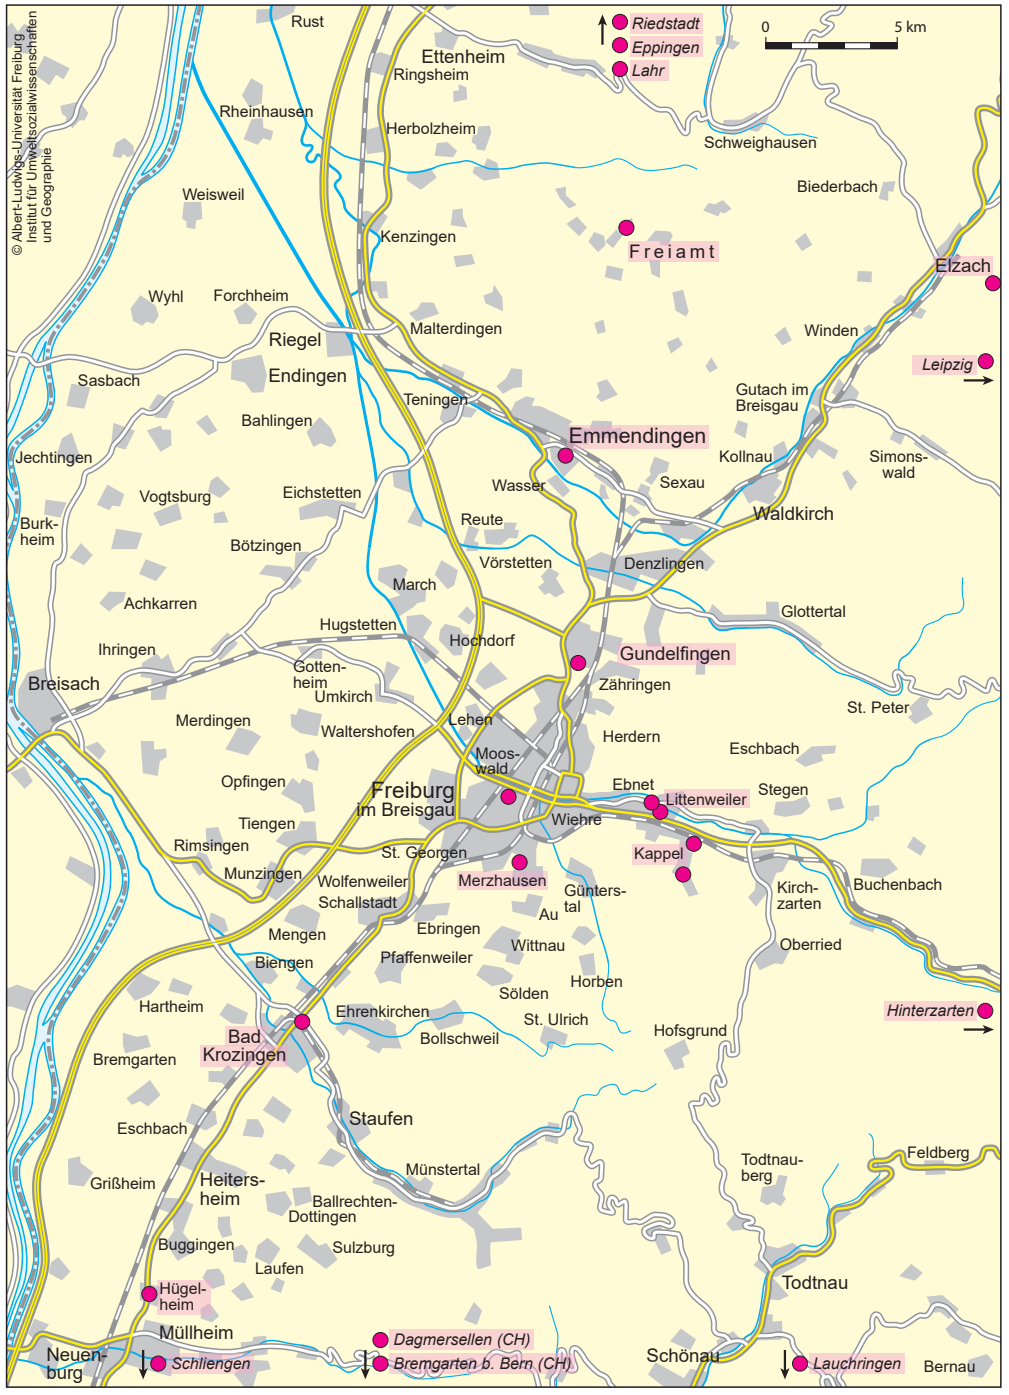 © Albert-Ludwigs-Universität Freiburg
Institut für Umweltsozialwissenschaften
und Geographie
Rust
Ettenheim
Ringsheim
Riedstadt
Eppingen
Lahr
0
5 km
Rheinhausen
Herbolzheim
Schweighausen
Weisweil
Biederbach
Kenzingen
Freiamt
Elzach
Wyhl
Forchheim
Malterdingen
Winden
Riegel
Leipzig
Sasbach
Endingen
Teningen
Gutach im
Breisgau
Bahlingen
Emmendingen
Jechtingen
Kollnau
Simons-
wald
Vogtsburg
Eichstetten
Wasser
Sexau
Waldkirch
Burk-
heim
Reute
Bötzingen
Vörstetten
Denzlingen
March
Achkarren
Glottertal
Hugstetten
Hochdorf
Ihringen
Gundelfingen
Gotten-
heim
Umkirch
Breisach
Zähringen
St. Peter
Merdingen
Waltershofen
Lehen
Herdern
Eschbach
Moos-
wald
Opfingen
Freiburg
im Breisgau
Ebnet
Littenweiler
Stegen
Tiengen
Wiehre
Rimsingen
St. Georgen
Kappel
Munzingen
Wolfenweiler
Schallstadt
Merzhausen
Günters-
tal
Kirch-
zarten
Buchenbach
Au
Mengen
Ebringen
Wittnau
Oberried
Biengen
Pfaffenweiler
Horben
Hartheim
Sölden
Ehrenkirchen
St. Ulrich
Hinterzarten
Bad
Krozingen
Bollschweil
Hofsgrund
Bremgarten
Eschbach
Staufen
Feldberg
Münstertal
Todtnau-
berg
Grißheim
Heiters-
heim
Ballrechten-
Dottingen
Buggingen
Sulzburg
Laufen
Todtnau
Hügel-
heim
Müllheim
Dagmersellen (CH)
Neuen-
burg
Schliengen
Bremgarten b. Bern (CH)
Schönau
Lauchringen
Bernau